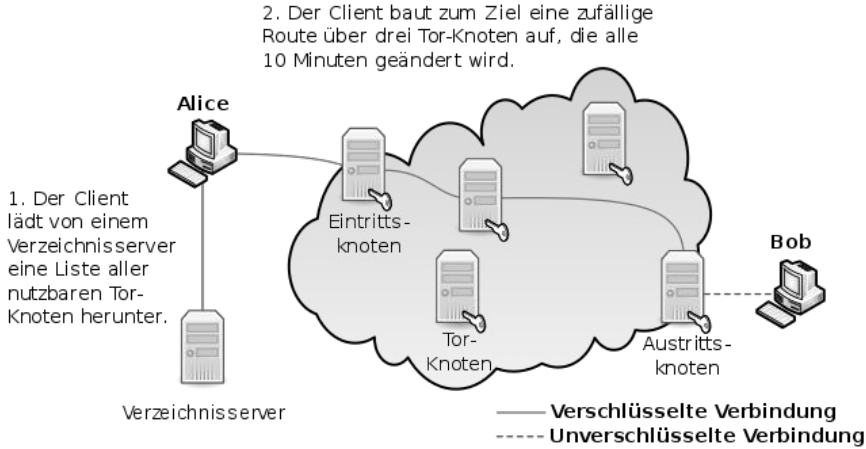 2. Der Client baut zum Ziel eine zufällige
Route über drei Tor-Knoten auf, die alle
10 Minuten geändert wird.
Alice
1. Der Client
lädt von einem
Verzeichnisserver
eine Liste aller
nutzbaren Tor-
Knoten herunter.
Eintritts-
knoten
Bob
Tor-
Knoten
Austritts-
knoten
Verzeichnisserver
Verschlüsselte Verbindung
Unverschlüsselte Verbindung